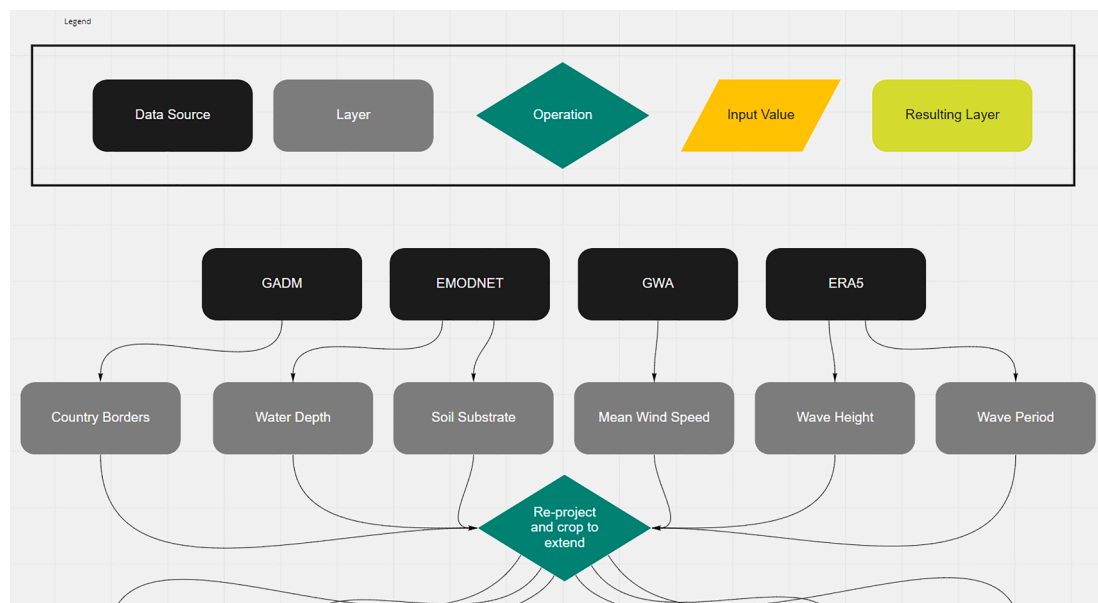 Legend
Data Source
Layer
Operation
Input Value
Resulting Layer
GADM
EMODNET
GWA
ERA5
Country Borders
Water Depth
Soil Substrate
Mean Wind Speed
Wave Height
Wave Period
Re-project
and crop to
extend